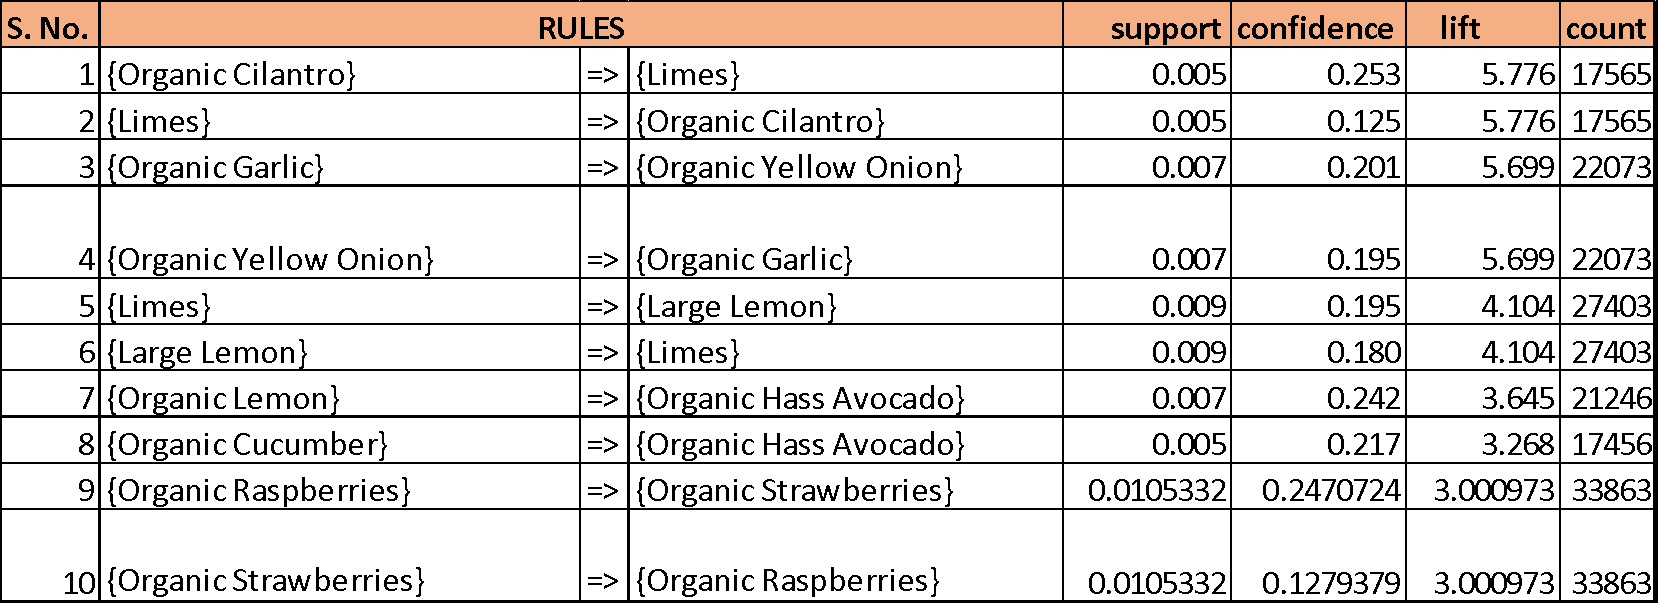 S. No. RULES support confidence lift count
1 {Organic Cilantro} => {Limes} 0.005 0.253 5.776 17565
2 {Limes} => {Organic Cilantro} 0.005 0.125 5.776 17565
3 {Organic Garlic} => {Organic Yellow Onion} 0.007 0.201 5.699 22073
4 {Organic Yellow Onion} => {Organic Garlic} 0.007 0.195 5.699 22073
5 {Limes} => {Large Lemon} 0.009 0.195 4.104 27403
6 {Large Lemon} => {Limes} 0.009 0.180 4.104 27403
7 {Organic Lemon} => {Organic Hass Avocado} 0.007 0.242 3.645 21246
8 {Organic Cucumber} => {Organic Hass Avocado} 0.005 0.217 3.268 17456
9 {Organic Raspberries} => {Organic Strawberries} 0.0105332 0.2470724 3.000973 33863
10 {Organic Strawberries} => {Organic Raspberries} 0.0105332 0.1279379 3.000973 33863